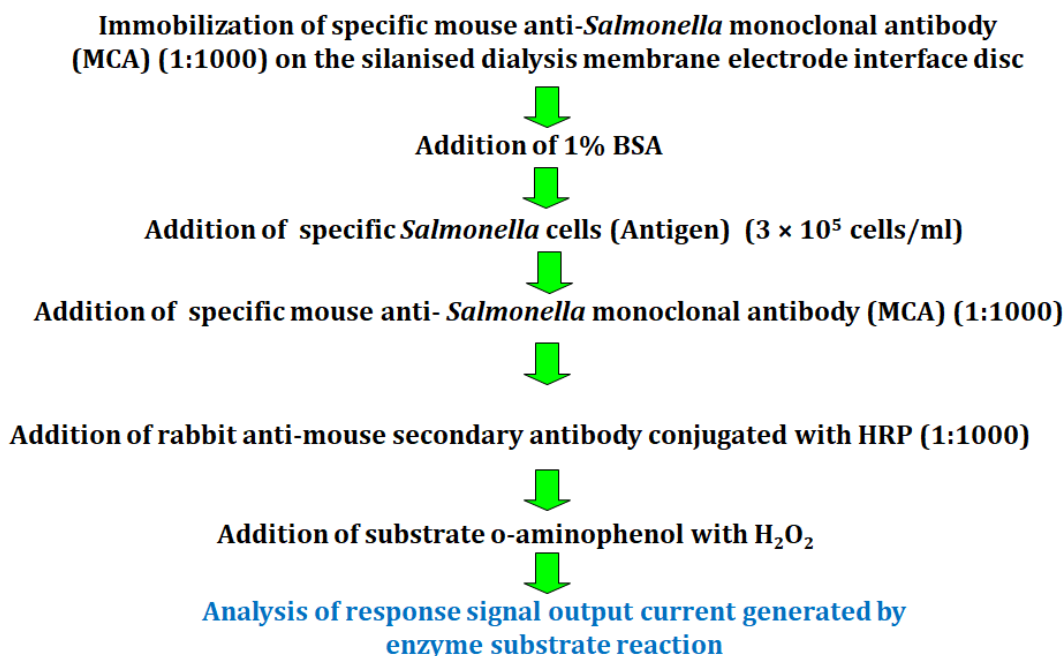 Immobilization of specific mouse anti-Salmonella monoclonal antibody
(MCA) (1:1000) on the silanised dialysis membrane electrode interface disc
Addition of 1% BSA
Addition of specific Salmonella cells (Antigen) (3 × 10⁵ cells/ml)
Addition of specific mouse anti- Salmonella monoclonal antibody (MCA) (1:1000)
Addition of rabbit anti-mouse secondary antibody conjugated with HRP (1:1000)
Addition of substrate o-aminophenol with H₂O₂
Analysis of response signal output current generated by
enzyme substrate reaction